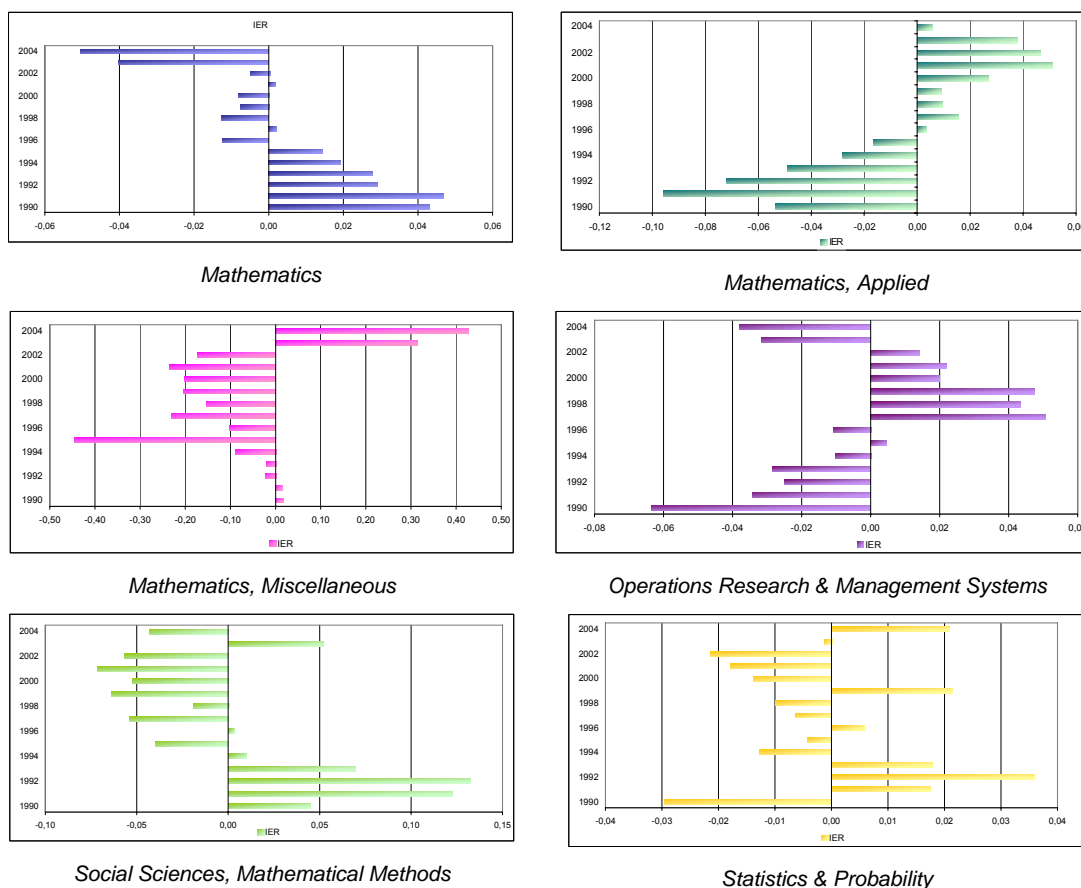 IER
2004
2002
2000
1998
1996
1994
1992
1990
-0,06 -0,04 -0,02 0,00 0,02 0,04 0,06
Mathematics
2004
2002
2000
1998
1996
1994
1992
1990
-0,12 -0,10 -0,08 -0,06 -0,04 -0,02 0,00 0,02 0,04 0,06
IER
Mathematics, Applied
2004
2002
2000
1998
1996
1994
1992
1990
-0,50 -0,40 -0,30 -0,20 -0,10 0,00 0,10 0,20 0,30 0,40 0,50
IER
Mathematics, Miscellaneous
2004
2002
2000
1998
1996
1994
1992
1990
-0,08 -0,06 -0,04 -0,02 0,00 0,02 0,04 0,06
IER
Operations Research & Management Systems
2004
2002
2000
1998
1996
1994
1992
1990
-0,10 -0,05 0,00 0,05 0,10 0,15
IER
Social Sciences, Mathematical Methods
2004
2002
2000
1998
1996
1994
1992
1990
-0,04 -0,03 -0,02 -0,01 0,00 0,01 0,02 0,03 0,04
IER
Statistics & Probability